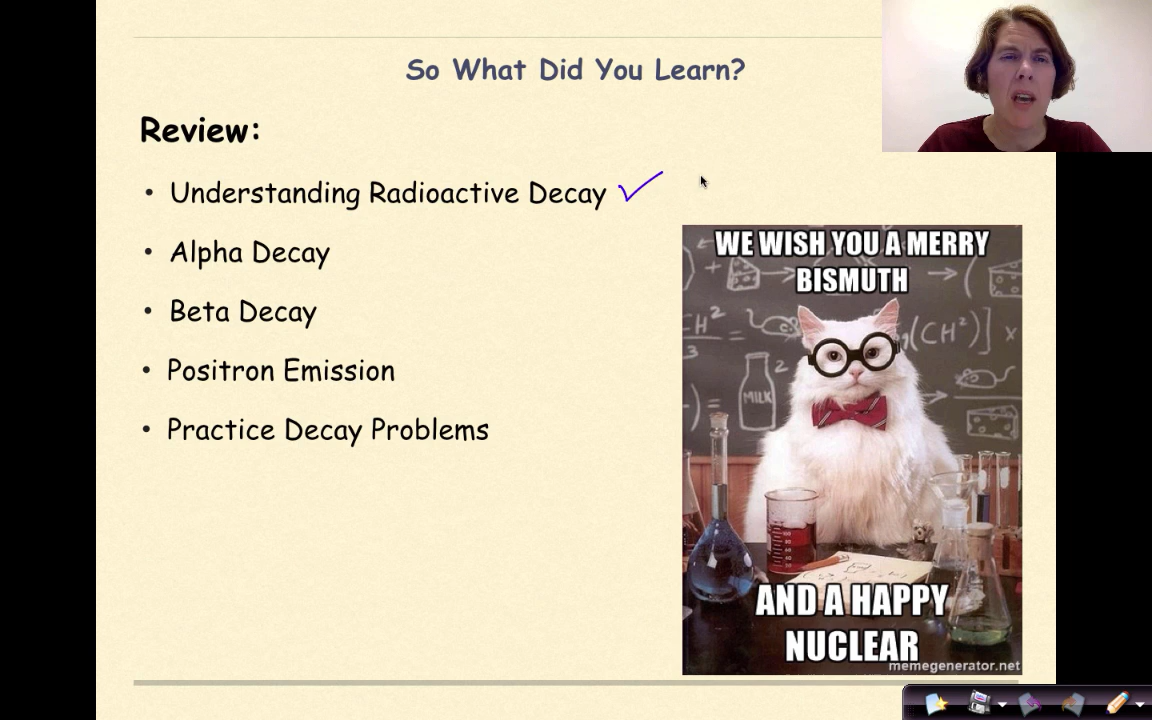 So What Did You Learn?
Review:
• Understanding Radioactive Decay
• Alpha Decay
• Beta Decay
• Positron Emission
• Practice Decay Problems
WE WISH YOU A MERRY
BISMUTH
MILK
AND A HAPPY
NUCLEAR
memegenerator.net